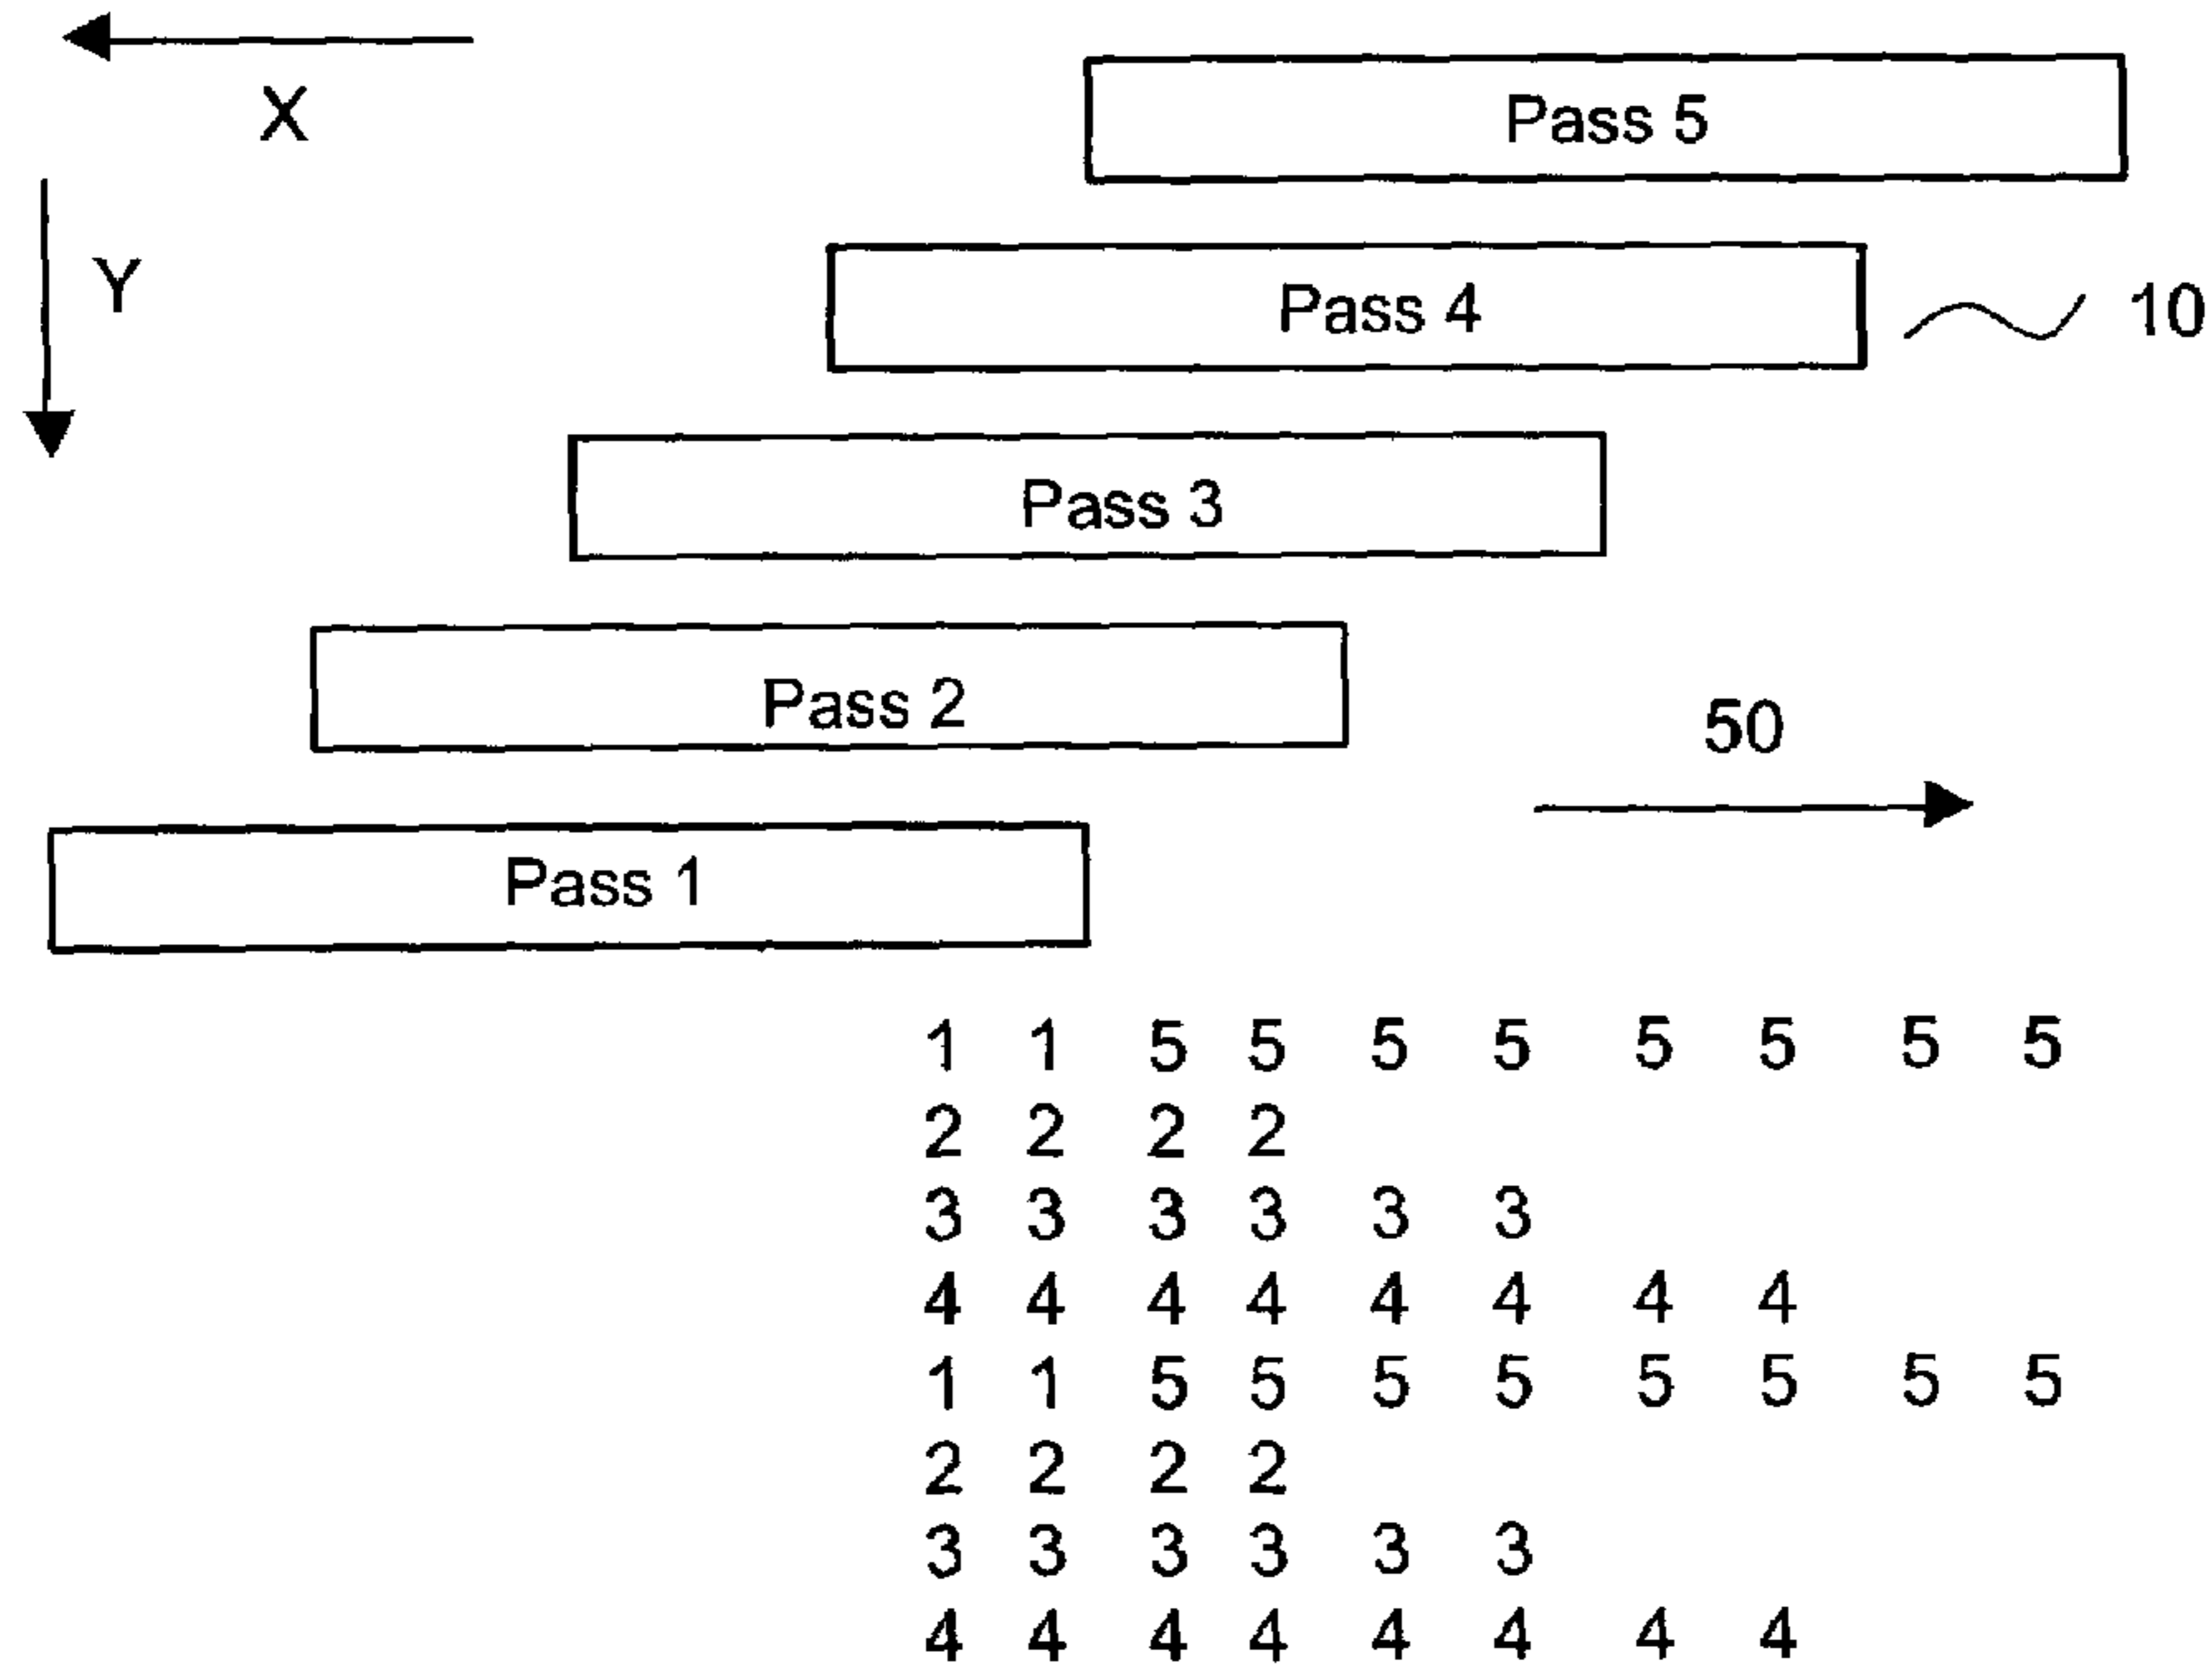 X
Pass 5
Y
Pass 4
10
Pass 3
Pass 2
50
Pass 1
1 1 5 5 5 5 5 5 5 5
2 2 2 2
3 3 3 3 3 3
4 4 4 4 4 4 4 4
1 1 5 5 5 5 5 5 5 5
2 2 2 2
3 3 3 3 3 3
4 4 4 4 4 4 4 4